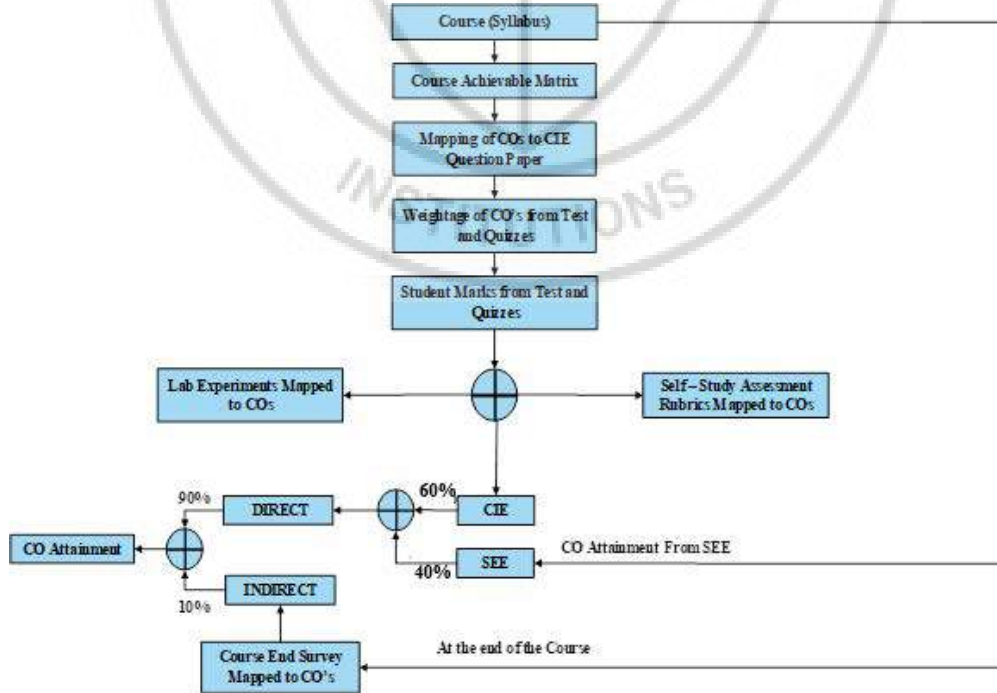 Course (Syllabus)
Course Achievable Matrix
Mapping of COs to CIE
Question Paper
INSTITUTIONS
Weightage of CO's from Test
and Quizzes
Student Marks from Test and
Quizzes
Lab Experiments Mapped
to COs
Self-Study Assessment
Rubrics Mapped to COs
90%
DIRECT
60%
CIE
CO Attainment
40%
SEE
CO Attainment From SEE
10%
INDIRECT
Course End Survey
Mapped to CO's
At the end of the Course